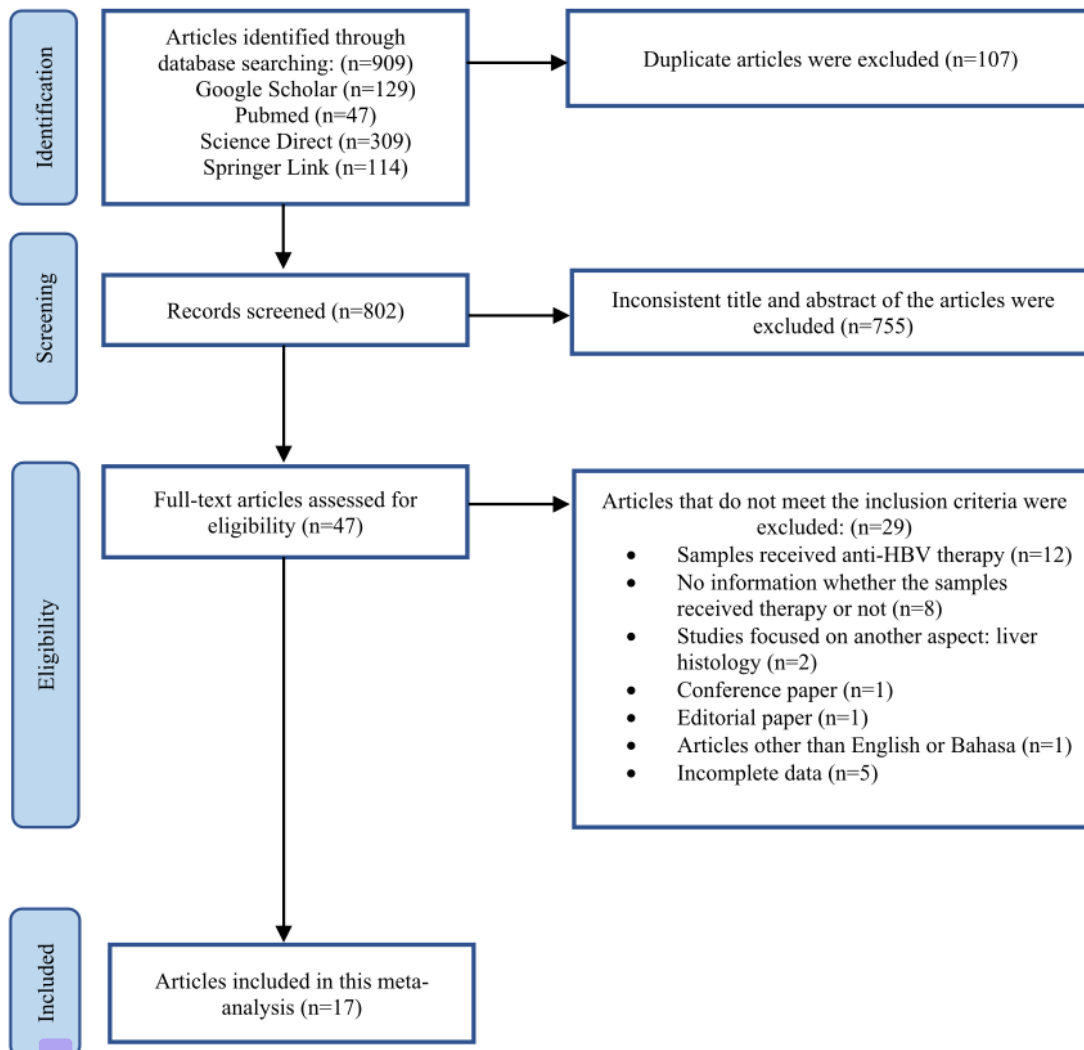 Identification
Articles identified through
database searching: (n=909)
Google Scholar (n=129)
Pubmed (n=47)
Science Direct (n=309)
Springer Link (n=114)
Duplicate articles were excluded (n=107)
Screening
Records screened (n=802)
Inconsistent title and abstract of the articles were
excluded (n=755)
Eligibility
Full-text articles assessed for
eligibility (n=47)
Articles that do not meet the inclusion criteria were
excluded: (n=29)
• Samples received anti-HBV therapy (n=12)
• No information whether the samples
received therapy or not (n=8)
• Studies focused on another aspect: liver
histology (n=2)
• Conference paper (n=1)
• Editorial paper (n=1)
• Articles other than English or Bahasa (n=1)
• Incomplete data (n=5)
Included
Articles included in this meta-
analysis (n=17)